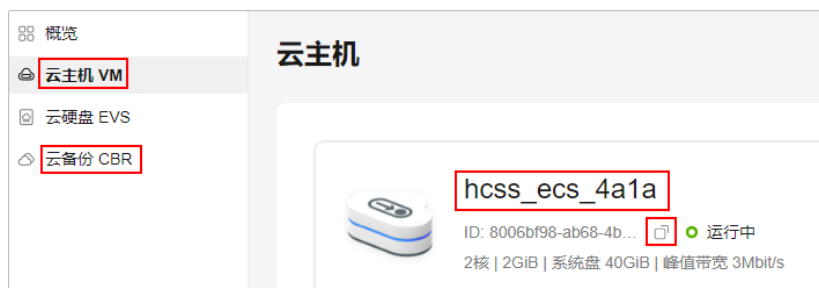 概览
云主机 VM
云硬盘 EVS
云备份 CBR
云主机
hcss_ecs_4a1a
ID: 8006bf98-ab68-4b... 运行中
2核 | 2GiB | 系统盘 40GiB | 峰值带宽 3Mbit/s